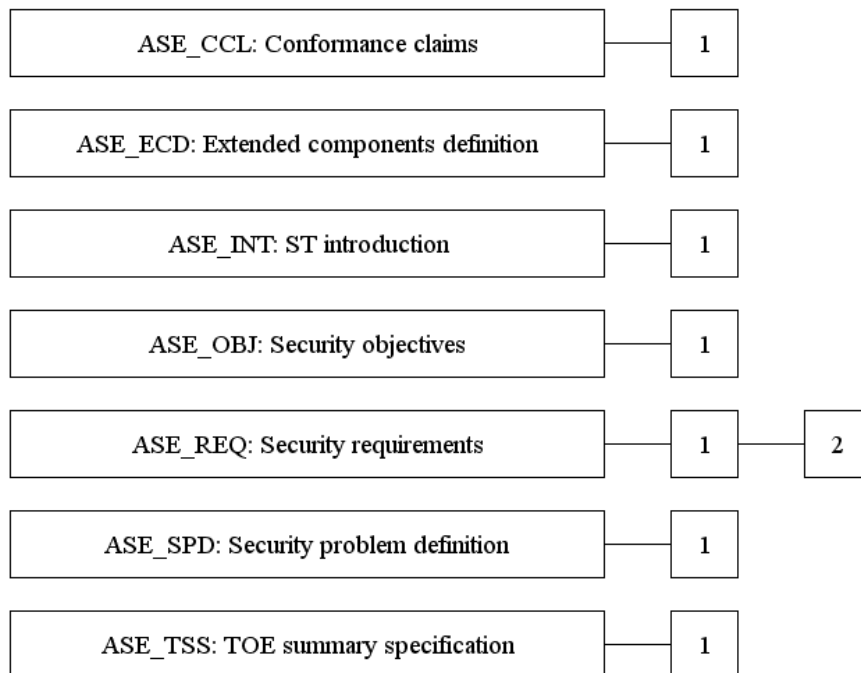 ASE_CCL: Conformance claims 1
ASE_ECD: Extended components definition 1
ASE_INT: ST introduction 1
ASE_OBJ: Security objectives 1
ASE_REQ: Security requirements 1 2
ASE_SPD: Security problem definition 1
ASE_TSS: TOE summary specification 1